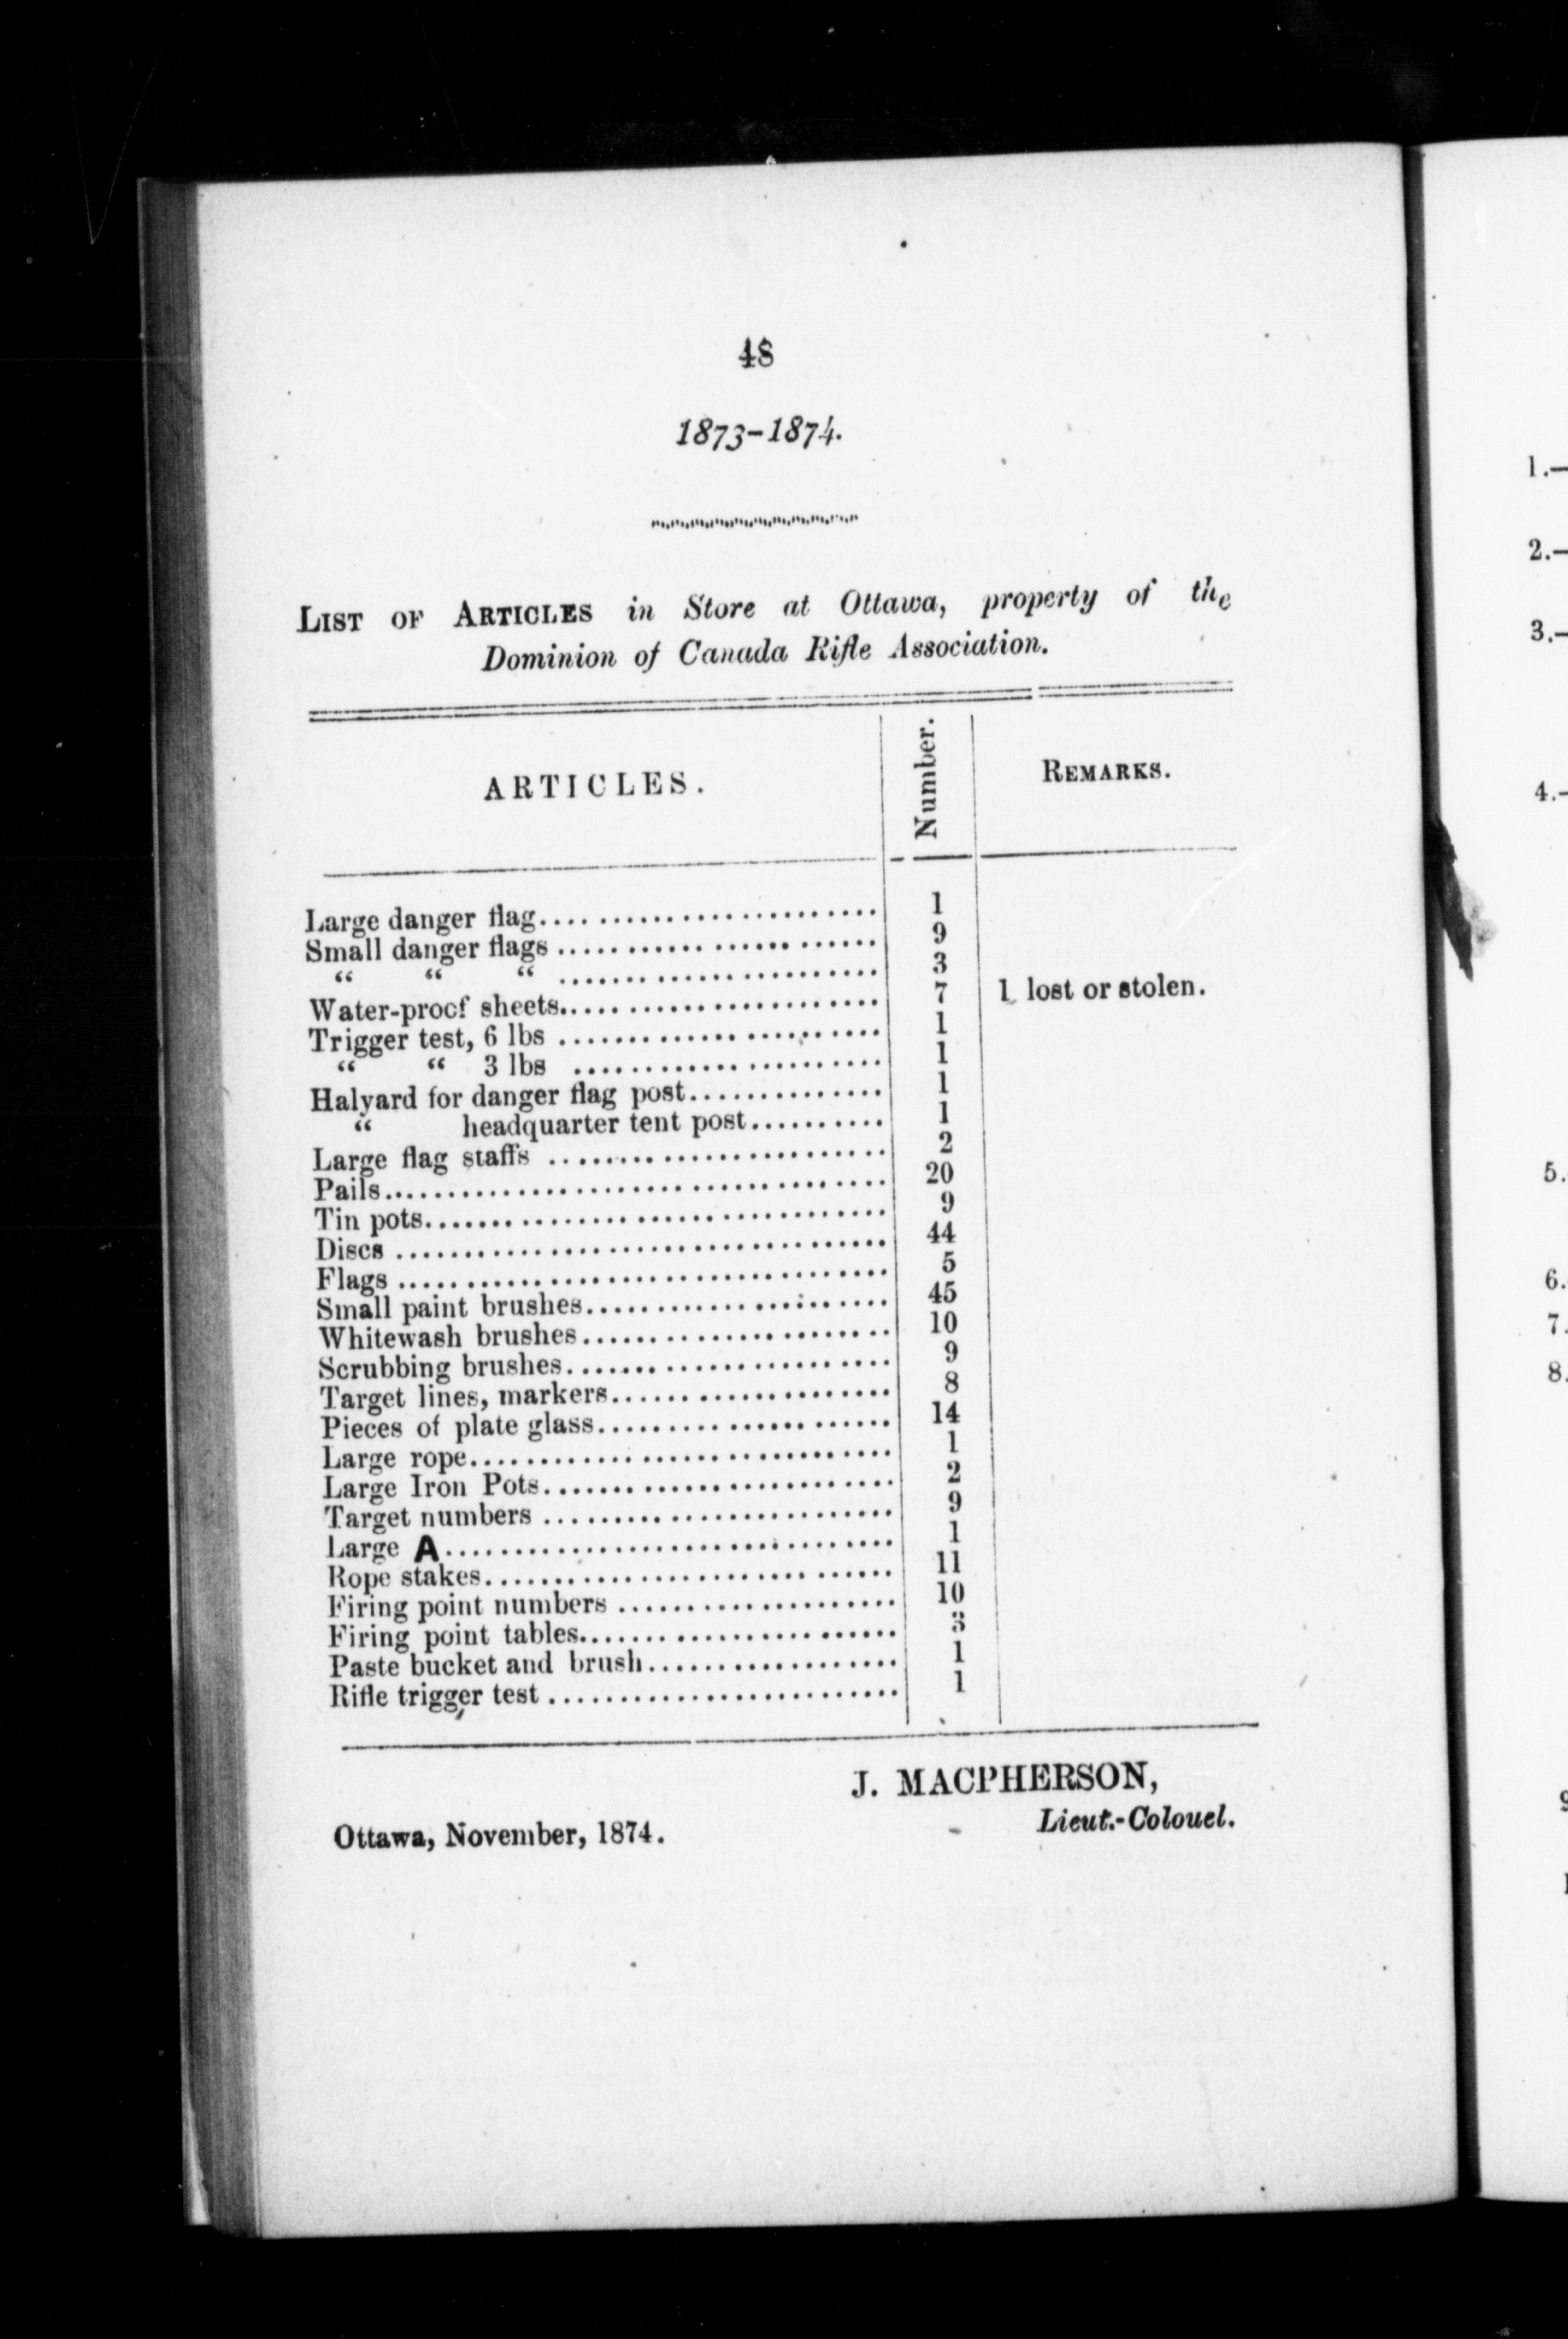 48
1873-1874.
LIST OF ARTICLES in Store at Ottawa, property of the
Dominion of Canada Rifle Association.
ARTICLES. Number. REMARKS.
Large danger flag........................ 1
Small danger flags ........................ 9
“ “ “ ........................ 3
Water-proof sheets........................ 7 1 lost or stolen.
Trigger test, 6 lbs ........................ 1
“ “ 3 lbs ........................ 1
Halyard for danger flag post.............. 1
“ headquarter tent post.......... 1
Large flag staffs ........................ 2
Pails.................................... 20
Tin pots................................. 9
Discs ................................... 44
Flags ................................... 5
Small paint brushes...................... 45
Whitewash brushes....................... 10
Scrubbing brushes........................ 9
Target lines, markers.................... 8
Pieces of plate glass..................... 14
Large rope............................... 1
Large Iron Pots.......................... 2
Target numbers .......................... 9
Large A................................. 1
Rope stakes.............................. 11
Firing point numbers ..................... 10
Firing point tables........................ 3
Paste bucket and brush................... 1
Rifle trigger test .......................... 1
J. MACPHERSON,
Lieut.-Colouel.
Ottawa, November, 1874.
1.—
2.—
3.—
4.—
5.
6.
7.
8.